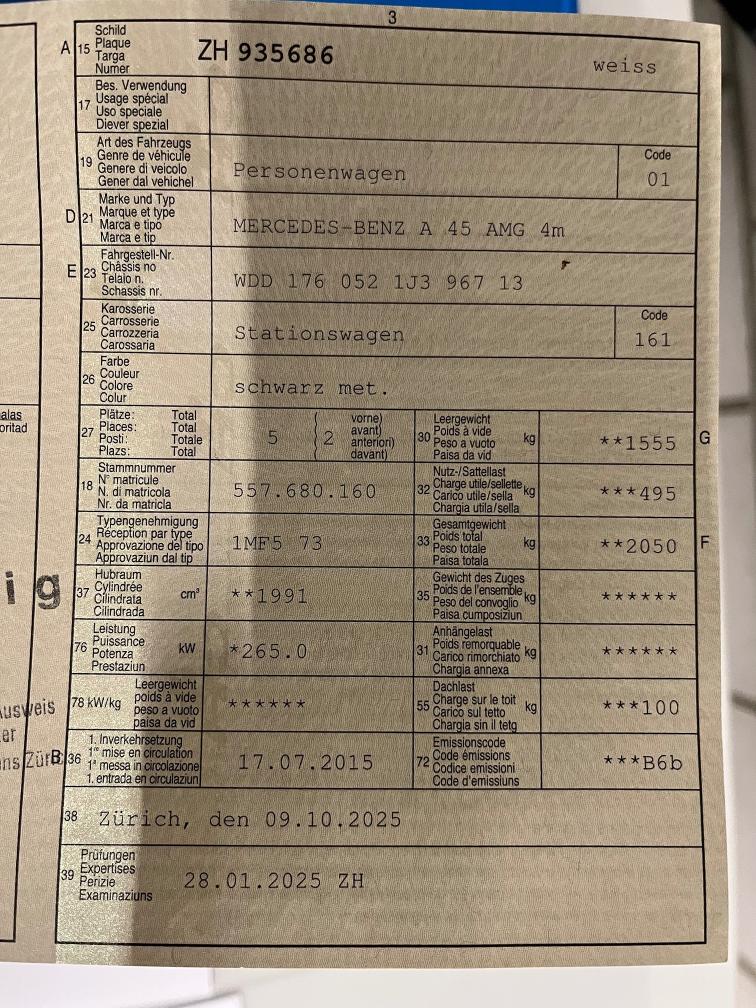 3
A 15 Schild
Plaque
Targa
Numer
ZH 935686 weiss
17 Bes. Verwendung
Usage spécial
Uso speciale
Diever spezial
19 Art des Fahrzeugs
Genre de véhicule
Genere di veicolo
Gener dal vehichel
Personenwagen
Code
01
D 21 Marke und Typ
Marque et type
Marca e tipo
Marca e tip
MERCEDES-BENZ A 45 AMG 4m
E 23 Fahrgestell-Nr.
Châssis no
Telaio n.
Schassis nr.
WDD 176 052 1J3 967 13
25 Karosserie
Carrosserie
Carrozzeria
Carossaria
Stationswagen
Code
161
26 Farbe
Couleur
Colore
Colur
schwarz met.
27 Plätze: Total
Places: Total
Posti: Totale
Plazs: Total
5 2 vorne)
avant)
anteriori)
davant)
30 Leergewicht
Poids à vide
Peso a vuoto
Paisa da vid
kg **1555 G
18 Stammnummer
N° matricule
N. di matricola
Nr. da matricla
557.680.160
32 Nutz-/Sattellast
Charge utile/sellette
Carico utile/sella
Chargia utila/sella
kg ***495
24 Typengenehmigung
Réception par type
Approvazione del tipo
Approvaziun dal tip
1MF5 73
33 Gesamtgewicht
Poids total
Peso totale
Paisa totala
kg **2050 F
37 Hubraum
Cylindrée
Cilindrata
Cilindrada
cm³ **1991
35 Gewicht des Zuges
Poids de l'ensemble
Peso del convoglio
Paisa cumposiziun
kg ******
76 Leistung
Puissance
Potenza
Prestaziun
kW *265.0
31 Anhängelast
Poids remorquable
Carico rimorchiato
Chargia annexa
kg ******
78 kW/kg Leergewicht
poids à vide
peso a vuoto
paisa da vid
******
55 Dachlast
Charge sur le toit
Carico sul tetto
Chargia sin il tetg
kg ***100
B 36 1. Inverkehrsetzung
1re mise en circulation
1a messa in circolazione
1. entrada en circulaziun
17.07.2015
72 Emissionscode
Code émissions
Codice emissioni
Code d'emissiuns
***B6b
38 Zürich, den 09.10.2025
39 Prüfungen
Expertises
Perizie
Examinaziuns
28.01.2025 ZH
alas
oritad
ig
Ausweis
er
ns Zür